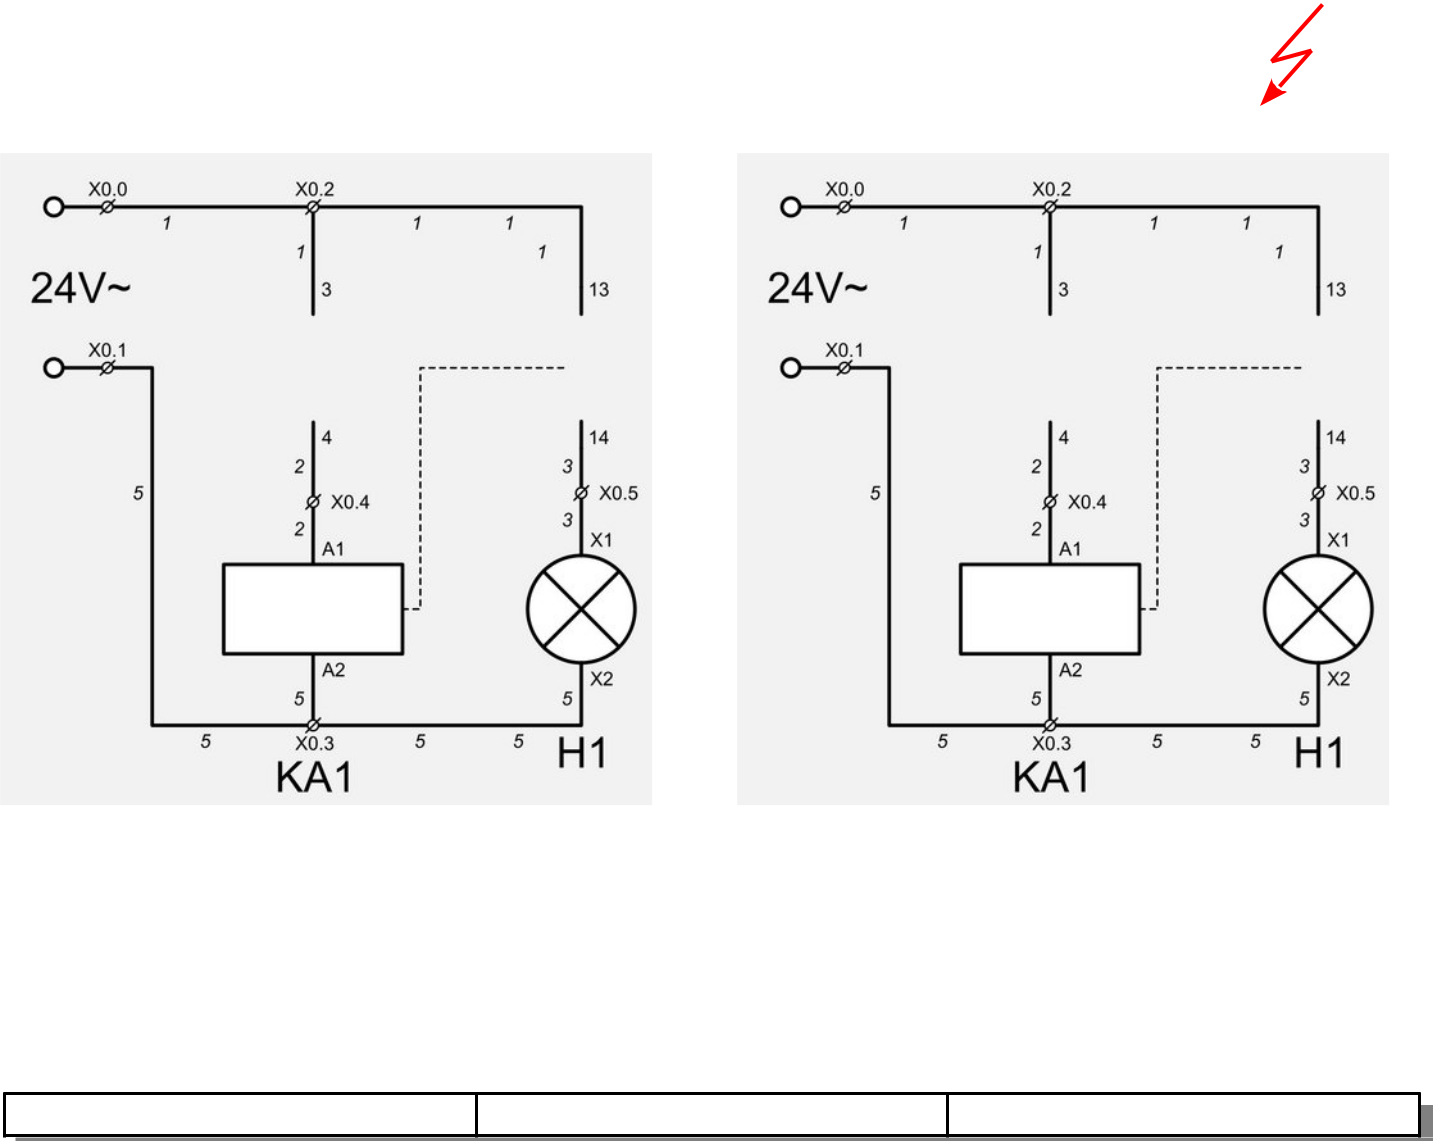 X0.0 X0.2
1 1 1
1 1
24V~ 3 13
X0.1
4 14
2 3
5 X0.4 X0.5
2 3
A1 X1
A2 X2
5 5
5 X0.3 5 5
KA1 H1
X0.0 X0.2
1 1 1
1 1
24V~ 3 13
X0.1
4 14
2 3
5 X0.4 X0.5
2 3
A1 X1
A2 X2
5 5
5 X0.3 5 5
KA1 H1